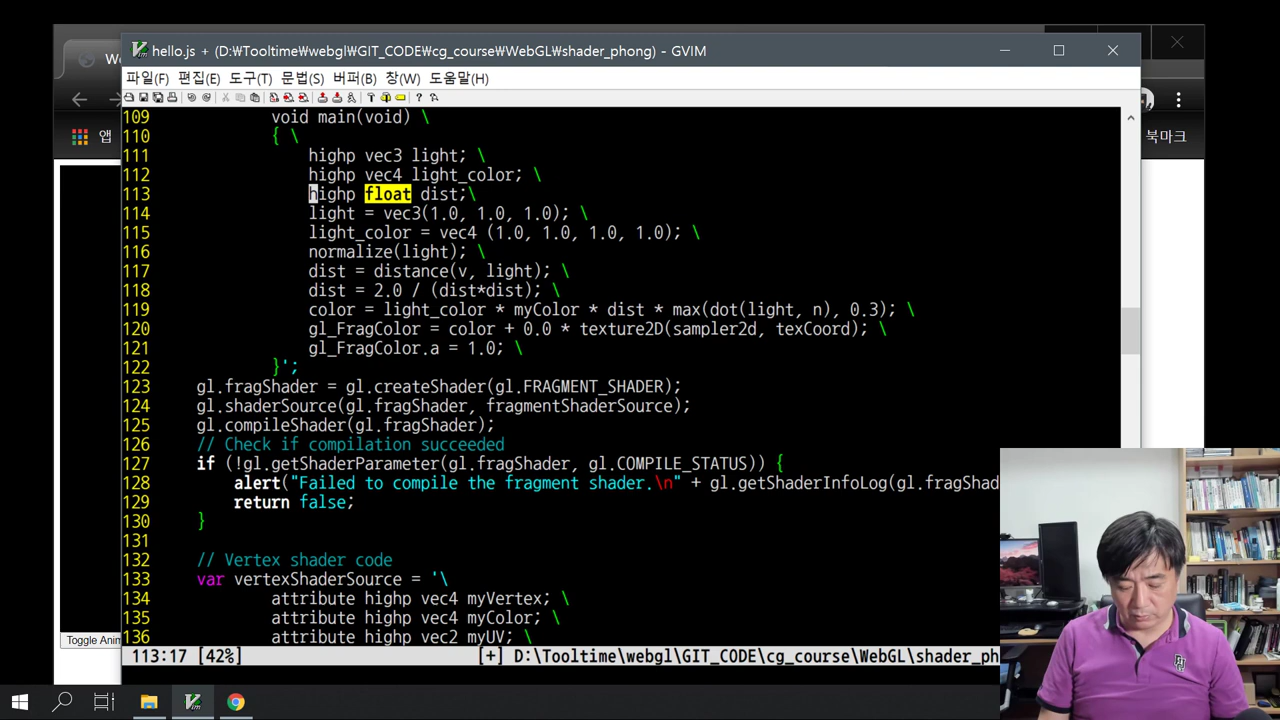 hello.js + (D:₩Tooltime₩webgl₩GIT_CODE₩cg_course₩WebGL₩shader_phong) - GVIM
We
파일(F) 편집(E) 도구(T) 문법(S) 버퍼(B) 창(W) 도움말(H)
앱
북마크
109 void main(void) \
110 { \
111 highp vec3 light; \
112 highp vec4 light_color; \
113 highp float dist;\
114 light = vec3(1.0, 1.0, 1.0); \
115 light_color = vec4 (1.0, 1.0, 1.0, 1.0); \
116 normalize(light); \
117 dist = distance(v, light); \
118 dist = 2.0 / (dist*dist); \
119 color = light_color * myColor * dist * max(dot(light, n), 0.3); \
120 gl_FragColor = color + 0.0 * texture2D(sampler2d, texCoord); \
121 gl_FragColor.a = 1.0; \
122 }';
123 gl.fragShader = gl.createShader(gl.FRAGMENT_SHADER);
124 gl.shaderSource(gl.fragShader, fragmentShaderSource);
125 gl.compileShader(gl.fragShader);
126 // Check if compilation succeeded
127 if (!gl.getShaderParameter(gl.fragShader, gl.COMPILE_STATUS)) {
128 alert("Failed to compile the fragment shader.\n" + gl.getShaderInfoLog(gl.fragShad
129 return false;
130 }
131
132 // Vertex shader code
133 var vertexShaderSource = '\
134 attribute highp vec4 myVertex; \
135 attribute highp vec4 myColor; \
136 attribute highp vec2 myUV; \
Toggle Anim
113:17 [42%] [+] D:\Tooltime\webgl\GIT_CODE\cg_course\WebGL\shader_ph